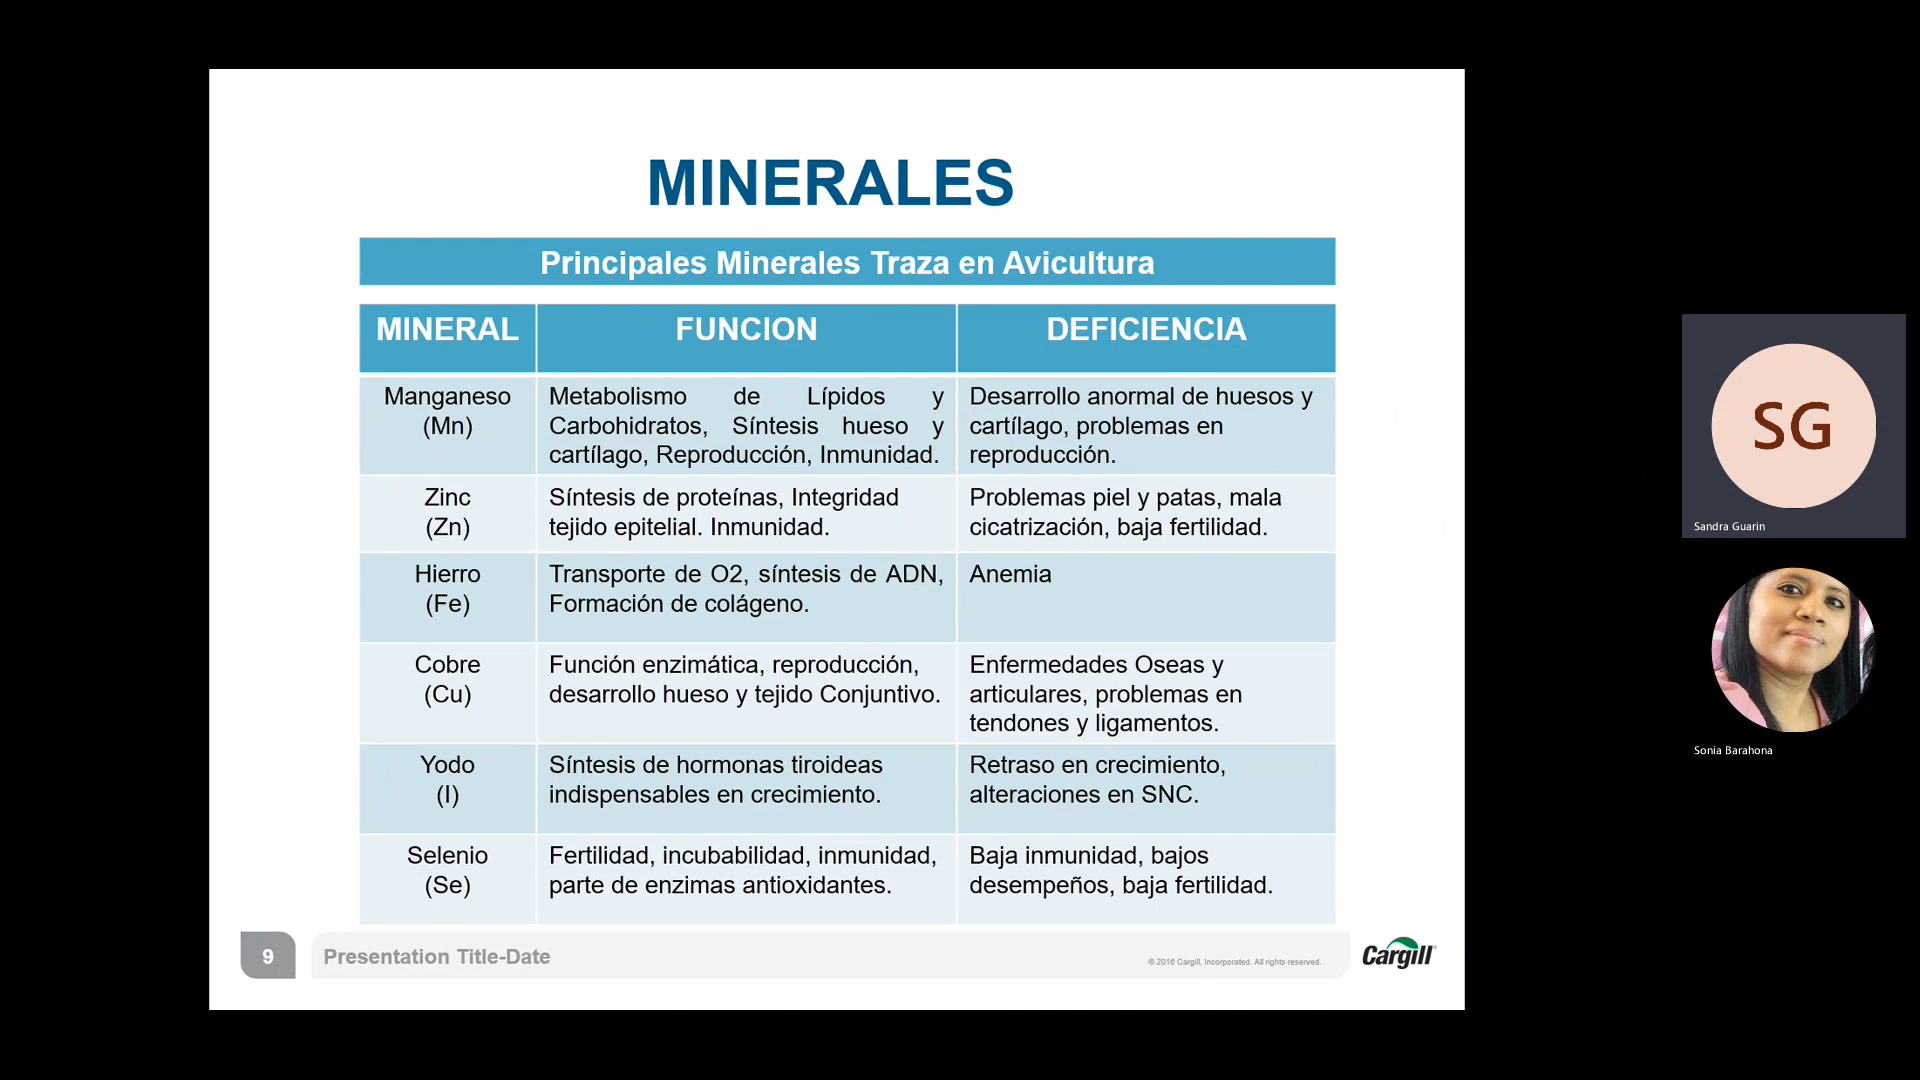 MINERALES
Principales Minerales Traza en Avicultura
MINERAL
FUNCION
DEFICIENCIA
Manganeso
(Mn)
Metabolismo de Lípidos y
Carbohidratos, Síntesis hueso y
cartílago, Reproducción, Inmunidad.
Desarrollo anormal de huesos y
cartílago, problemas en
reproducción.
Zinc
(Zn)
Síntesis de proteínas, Integridad
tejido epitelial. Inmunidad.
Problemas piel y patas, mala
cicatrización, baja fertilidad.
Hierro
(Fe)
Transporte de O2, síntesis de ADN,
Formación de colágeno.
Anemia
Cobre
(Cu)
Función enzimática, reproducción,
desarrollo hueso y tejido Conjuntivo.
Enfermedades Oseas y
articulares, problemas en
tendones y ligamentos.
Yodo
(I)
Síntesis de hormonas tiroideas
indispensables en crecimiento.
Retraso en crecimiento,
alteraciones en SNC.
Selenio
(Se)
Fertilidad, incubabilidad, inmunidad,
parte de enzimas antioxidantes.
Baja inmunidad, bajos
desempeños, baja fertilidad.
9
Presentation Title-Date
© 2016 Cargill, Incorporated. All rights reserved.
Cargill
SG
Sandra Guarin
Sonia Barahona